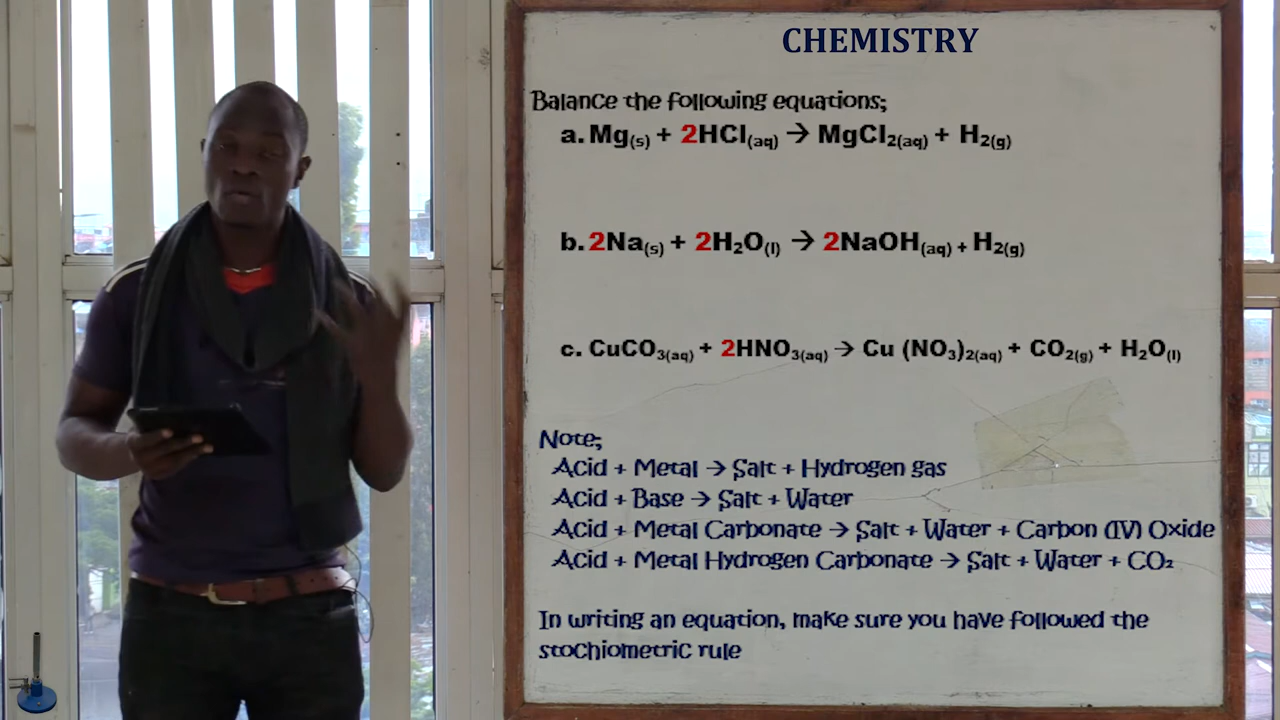 CHEMISTRY
Balance the following equations;
a. Mg(s) + 2HCl(aq) → MgCl2(aq) + H2(g)
b. 2Na(s) + 2H2O(l) → 2NaOH(aq) + H2(g)
c. CuCO3(aq) + 2HNO3(aq) → Cu (NO3)2(aq) + CO2(g) + H2O(l)
Note;
Acid + Metal → Salt + Hydrogen gas
Acid + Base → Salt + Water
Acid + Metal Carbonate → Salt + Water + Carbon (IV) Oxide
Acid + Metal Hydrogen Carbonate → Salt + Water + CO2
In writing an equation, make sure you have followed the
stochiometric rule